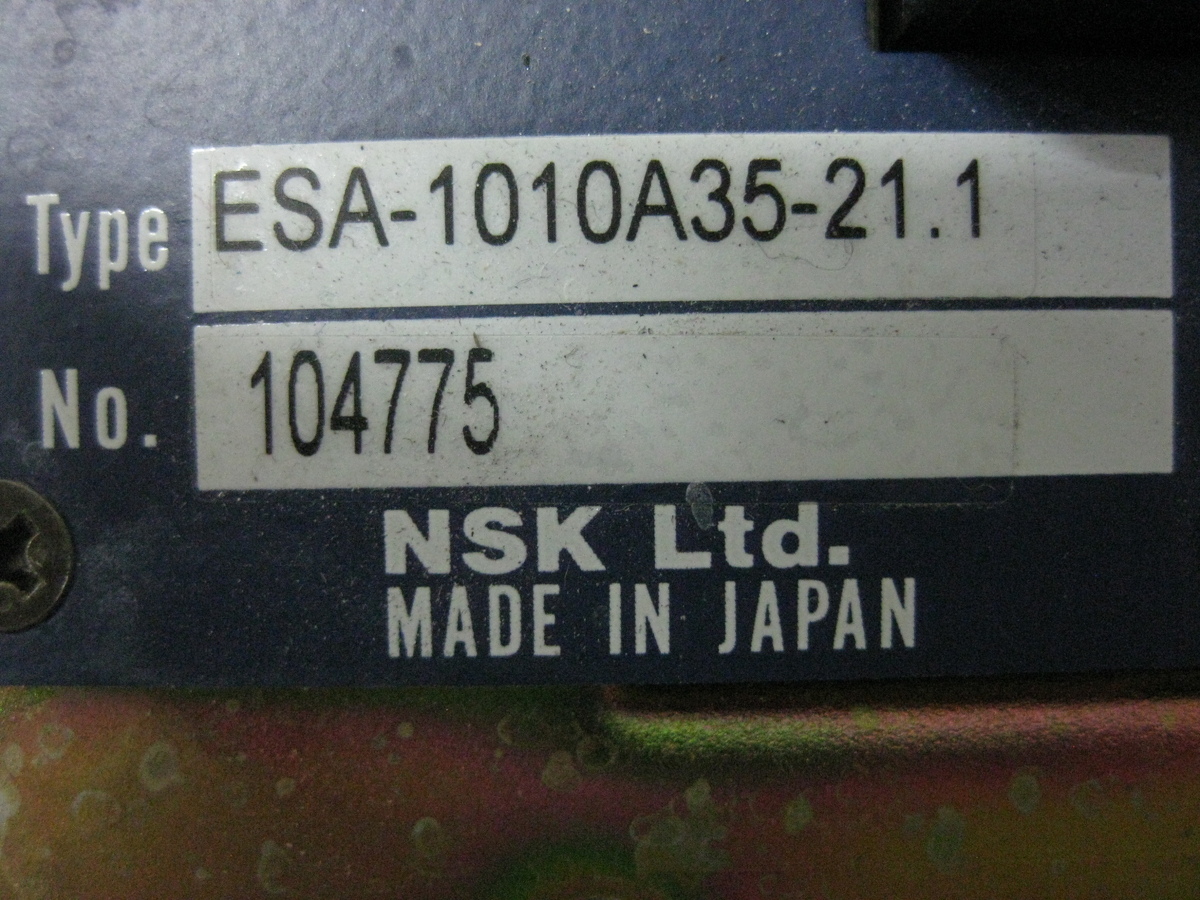 Type ESA-1010A35-21.1
No. 104775
NSK Ltd.
MADE IN JAPAN